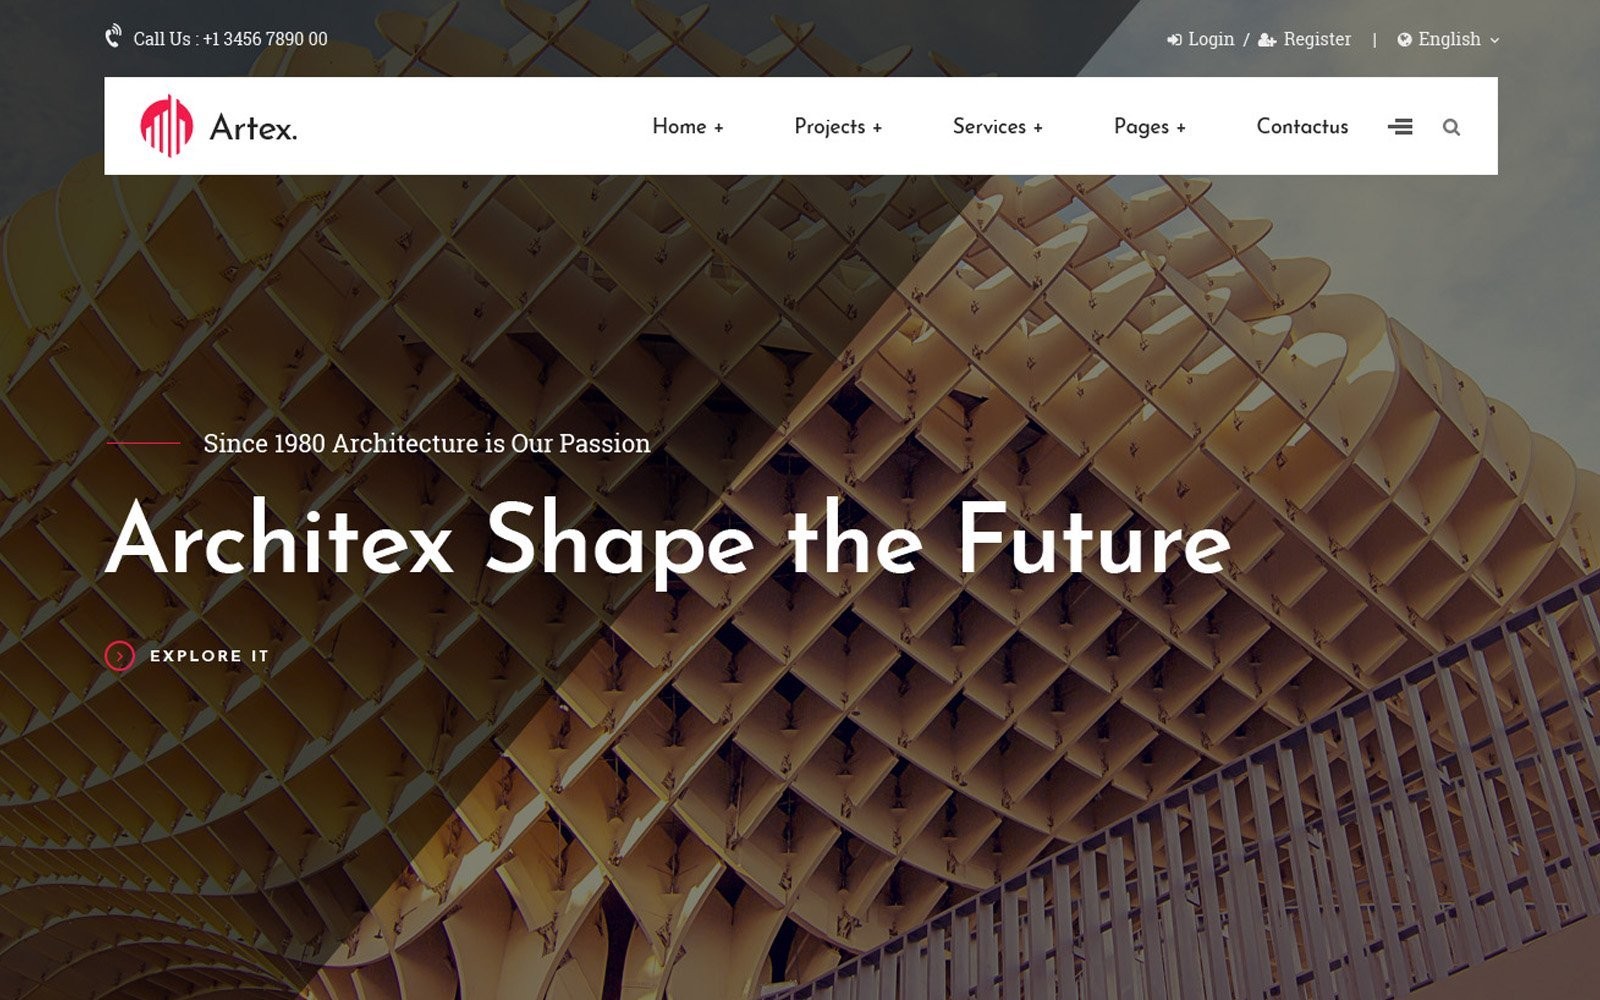 Call Us : +1 3456 7890 00
Login / Register | English
Artex.
Home + Projects + Services + Pages + Contactus
Since 1980 Architecture is Our Passion
Architex Shape the Future
EXPLORE IT